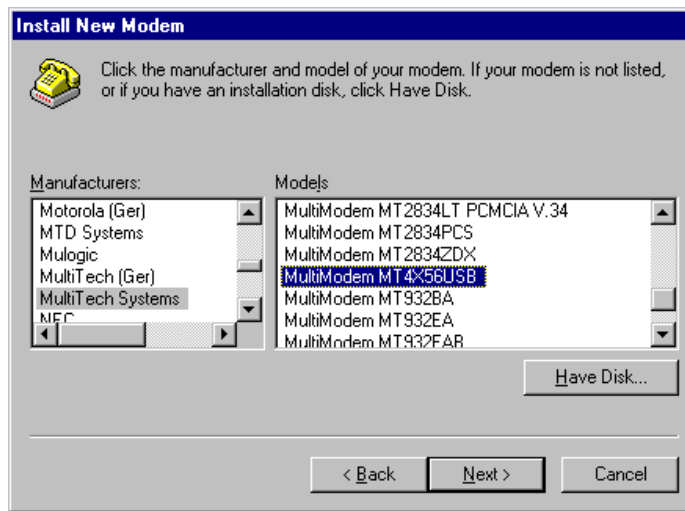 Install New Modem
Click the manufacturer and model of your modem. If your modem is not listed,
or if you have an installation disk, click Have Disk.
Manufacturers:
Motorola (Ger)
MTD Systems
Mulogic
MultiTech (Ger)
MultiTech Systems
NEC
Models
MultiModem MT2834LT PCMCIA V.34
MultiModem MT2834PCS
MultiModem MT2834ZDX
MultiModem MT4X56USB
MultiModem MT932BA
MultiModem MT932EA
MultiModem MT932EAB
Have Disk...
< Back
Next >
Cancel